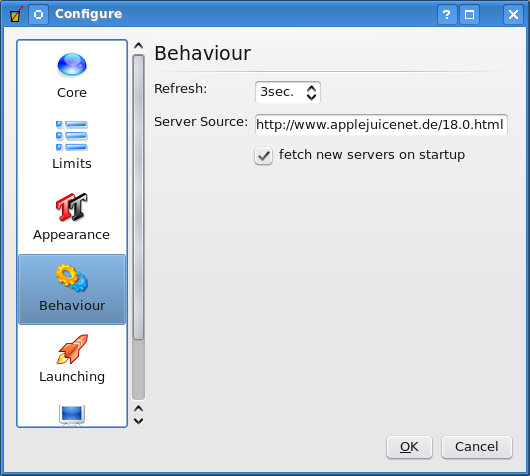 Configure
Core
Limits
Appearance
Behaviour
Launching
Behaviour
Refresh: 3sec.
Server Source: http://www.applejuicenet.de/18.0.html
fetch new servers on startup
OK Cancel